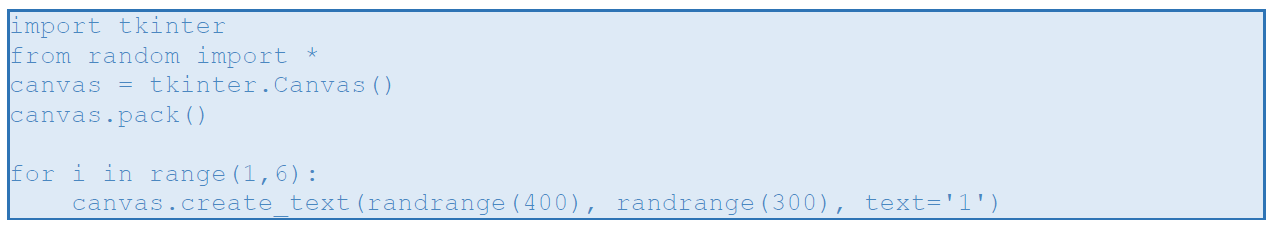 import tkinter
from random import *
canvas = tkinter.Canvas()
canvas.pack()

for i in range(1,6):
    canvas.create_text(randrange(400), randrange(300), text='1')